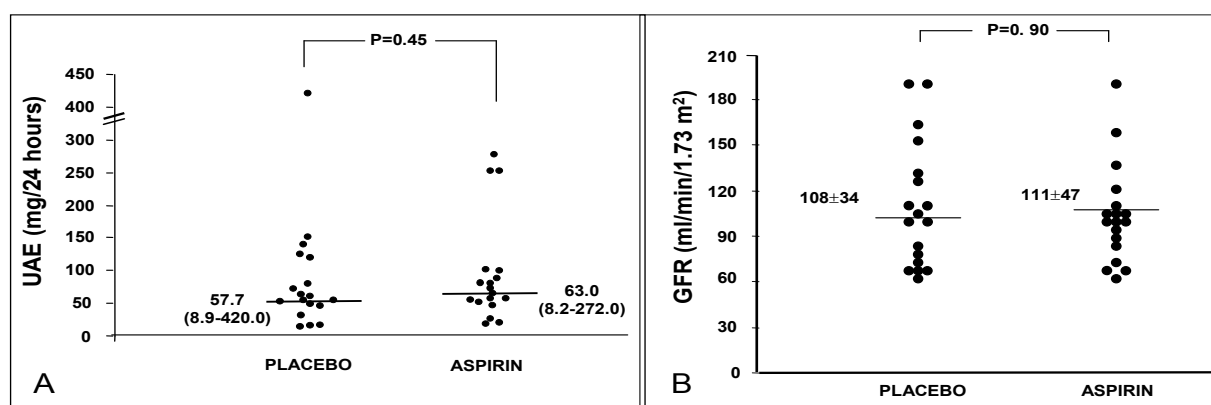 P=0.45
UAE (mg/24 hours)
450
400
300
250
200
150
100
50
0
57.7
(8.9-420.0)
63.0
(8.2-272.0)
PLACEBO
ASPIRIN
A
P=0. 90
GFR (ml/min/1.73 m²)
210
180
150
120
90
60
30
0
108±34
111±47
PLACEBO
ASPIRIN
B